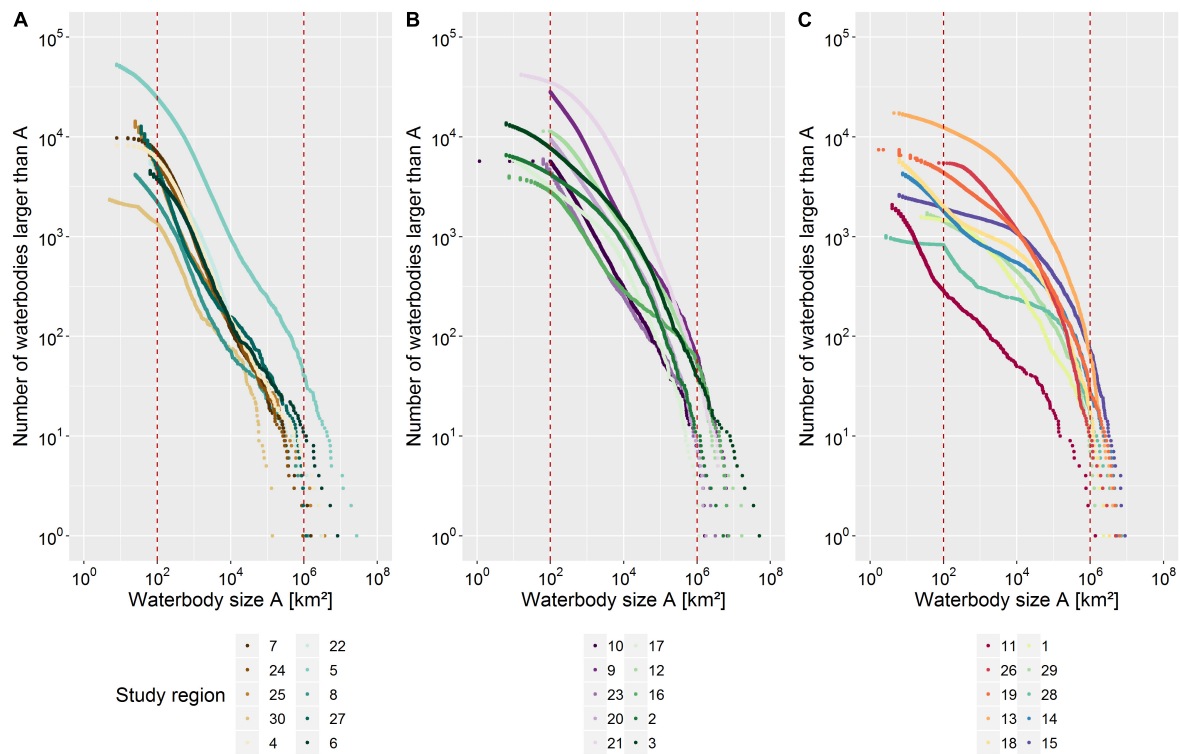 A B C
10⁵ 10⁵ 10⁵
10⁴ 10⁴ 10⁴
10³ 10³ 10³
10² 10² 10²
10¹ 10¹ 10¹
10⁰ 10⁰ 10⁰
Number of waterbodies larger than A Number of waterbodies larger than A Number of waterbodies larger than A
10⁰ 10² 10⁴ 10⁶ 10⁸ 10⁰ 10² 10⁴ 10⁶ 10⁸ 10⁰ 10² 10⁴ 10⁶ 10⁸
Waterbody size A [km²] Waterbody size A [km²] Waterbody size A [km²]
7 22 10 17 11 1
24 5 9 12 26 29
Study region 25 8 23 16 19 28
30 27 20 2 13 14
4 6 21 3 18 15